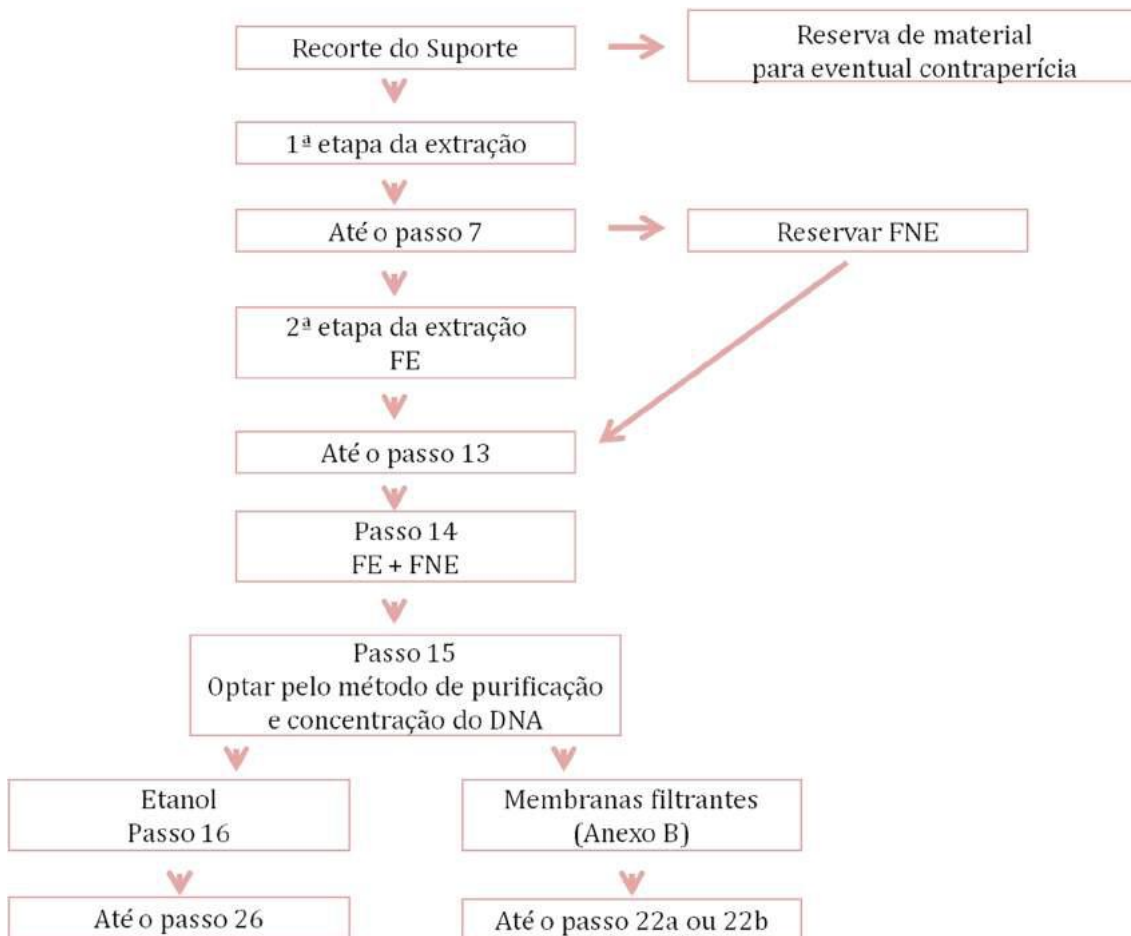 Recorte do Suporte
Reserva de material
para eventual contraperícia
1ª etapa da extração
Até o passo 7
Reservar FNE
2ª etapa da extração
FE
Até o passo 13
Passo 14
FE + FNE
Passo 15
Optar pelo método de purificação
e concentração do DNA
Etanol
Passo 16
Membranas filtrantes
(Anexo B)
Até o passo 26
Até o passo 22a ou 22b